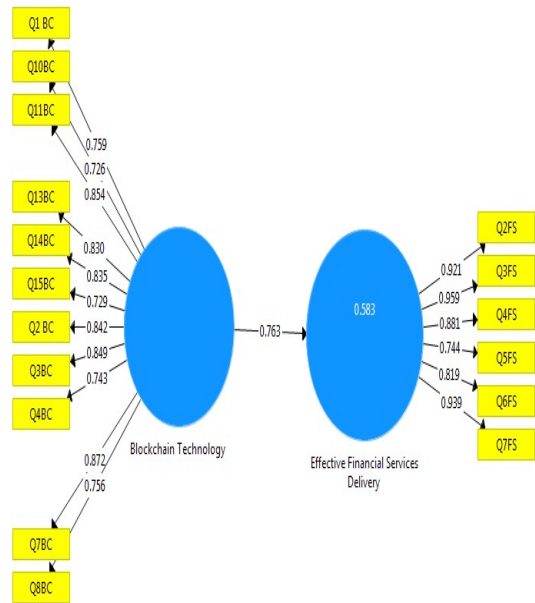 Q1 BC
Q10BC
Q11BC
Q13BC
Q14BC
Q15BC
Q2 BC
Q3BC
Q4BC
Q7BC
Q8BC
0.759
0.726
0.854
0.830
0.835
0.729
0.842
0.849
0.743
0.872
0.756
Blockchain Technology
0.763
0.583
Effective Financial Services
Delivery
0.921
0.959
0.881
0.744
0.819
0.939
Q2FS
Q3FS
Q4FS
Q5FS
Q6FS
Q7FS